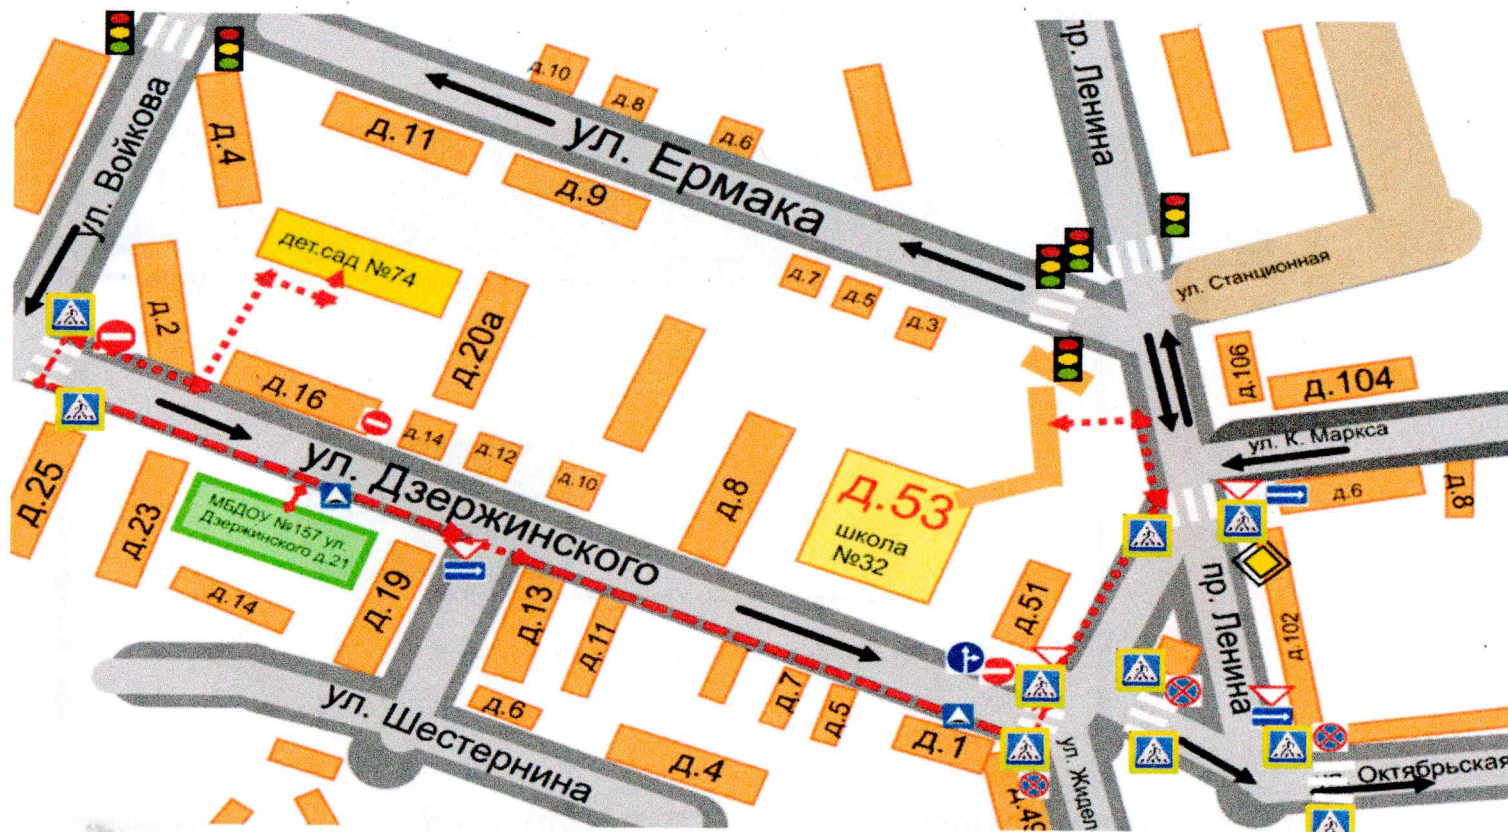 пр. Ленина
д.10
д.8
д.6
ул. Войкова
д.4
д.11
ул. Ермака
д.9
дет.сад №74
д.7
д.5
д.3
ул. Станционная
д.2
д.20а
д.106
д.104
д.16
ул. К. Маркса
д.14
д.12
д.10
д.8
ул. Дзержинского
д.53
школа
№32
д.6
д.8
д.25
д.23
МБДОУ №157 ул.
Дзержинского д.21
д.14
д.19
д.13
д.11
д.51
пр. Ленина
д.102
ул. Шестернина
д.6
д.4
д.7
д.5
д.1
ул. Жидел
д.49
ул. Октябрьская